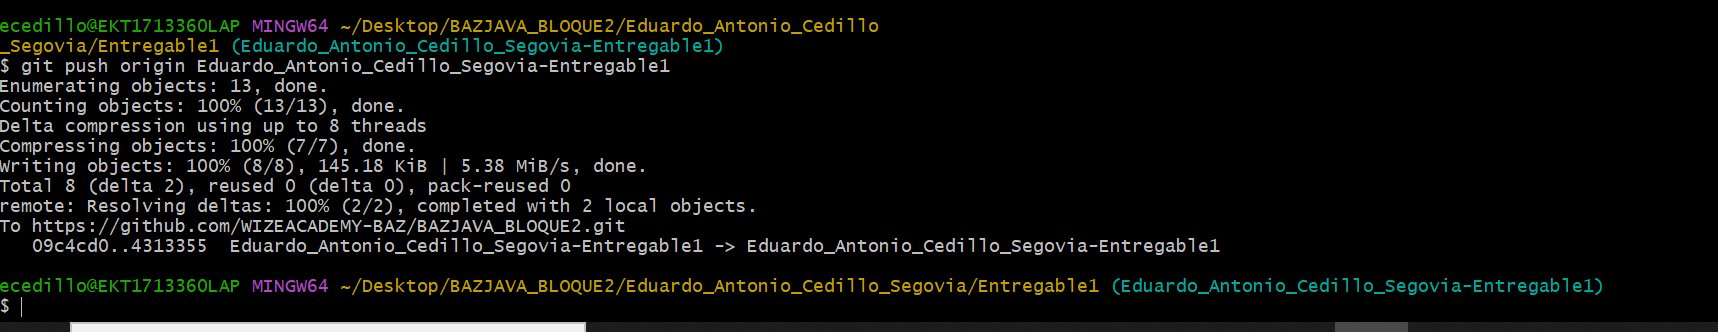 ecedillo@EKT1713360LAP MINGW64 ~/Desktop/BAZJAVA_BLOQUE2/Eduardo_Antonio_Cedillo
_Segovia/Entregable1 (Eduardo_Antonio_Cedillo_Segovia-Entregable1)
$ git push origin Eduardo_Antonio_Cedillo_Segovia-Entregable1
Enumerating objects: 13, done.
Counting objects: 100% (13/13), done.
Delta compression using up to 8 threads
Compressing objects: 100% (7/7), done.
Writing objects: 100% (8/8), 145.18 KiB | 5.38 MiB/s, done.
Total 8 (delta 2), reused 0 (delta 0), pack-reused 0
remote: Resolving deltas: 100% (2/2), completed with 2 local objects.
To https://github.com/WIZEACADEMY-BAZ/BAZJAVA_BLOQUE2.git
   09c4cd0..4313355  Eduardo_Antonio_Cedillo_Segovia-Entregable1 -> Eduardo_Antonio_Cedillo_Segovia-Entregable1
ecedillo@EKT1713360LAP MINGW64 ~/Desktop/BAZJAVA_BLOQUE2/Eduardo_Antonio_Cedillo_Segovia/Entregable1 (Eduardo_Antonio_Cedillo_Segovia-Entregable1)
$